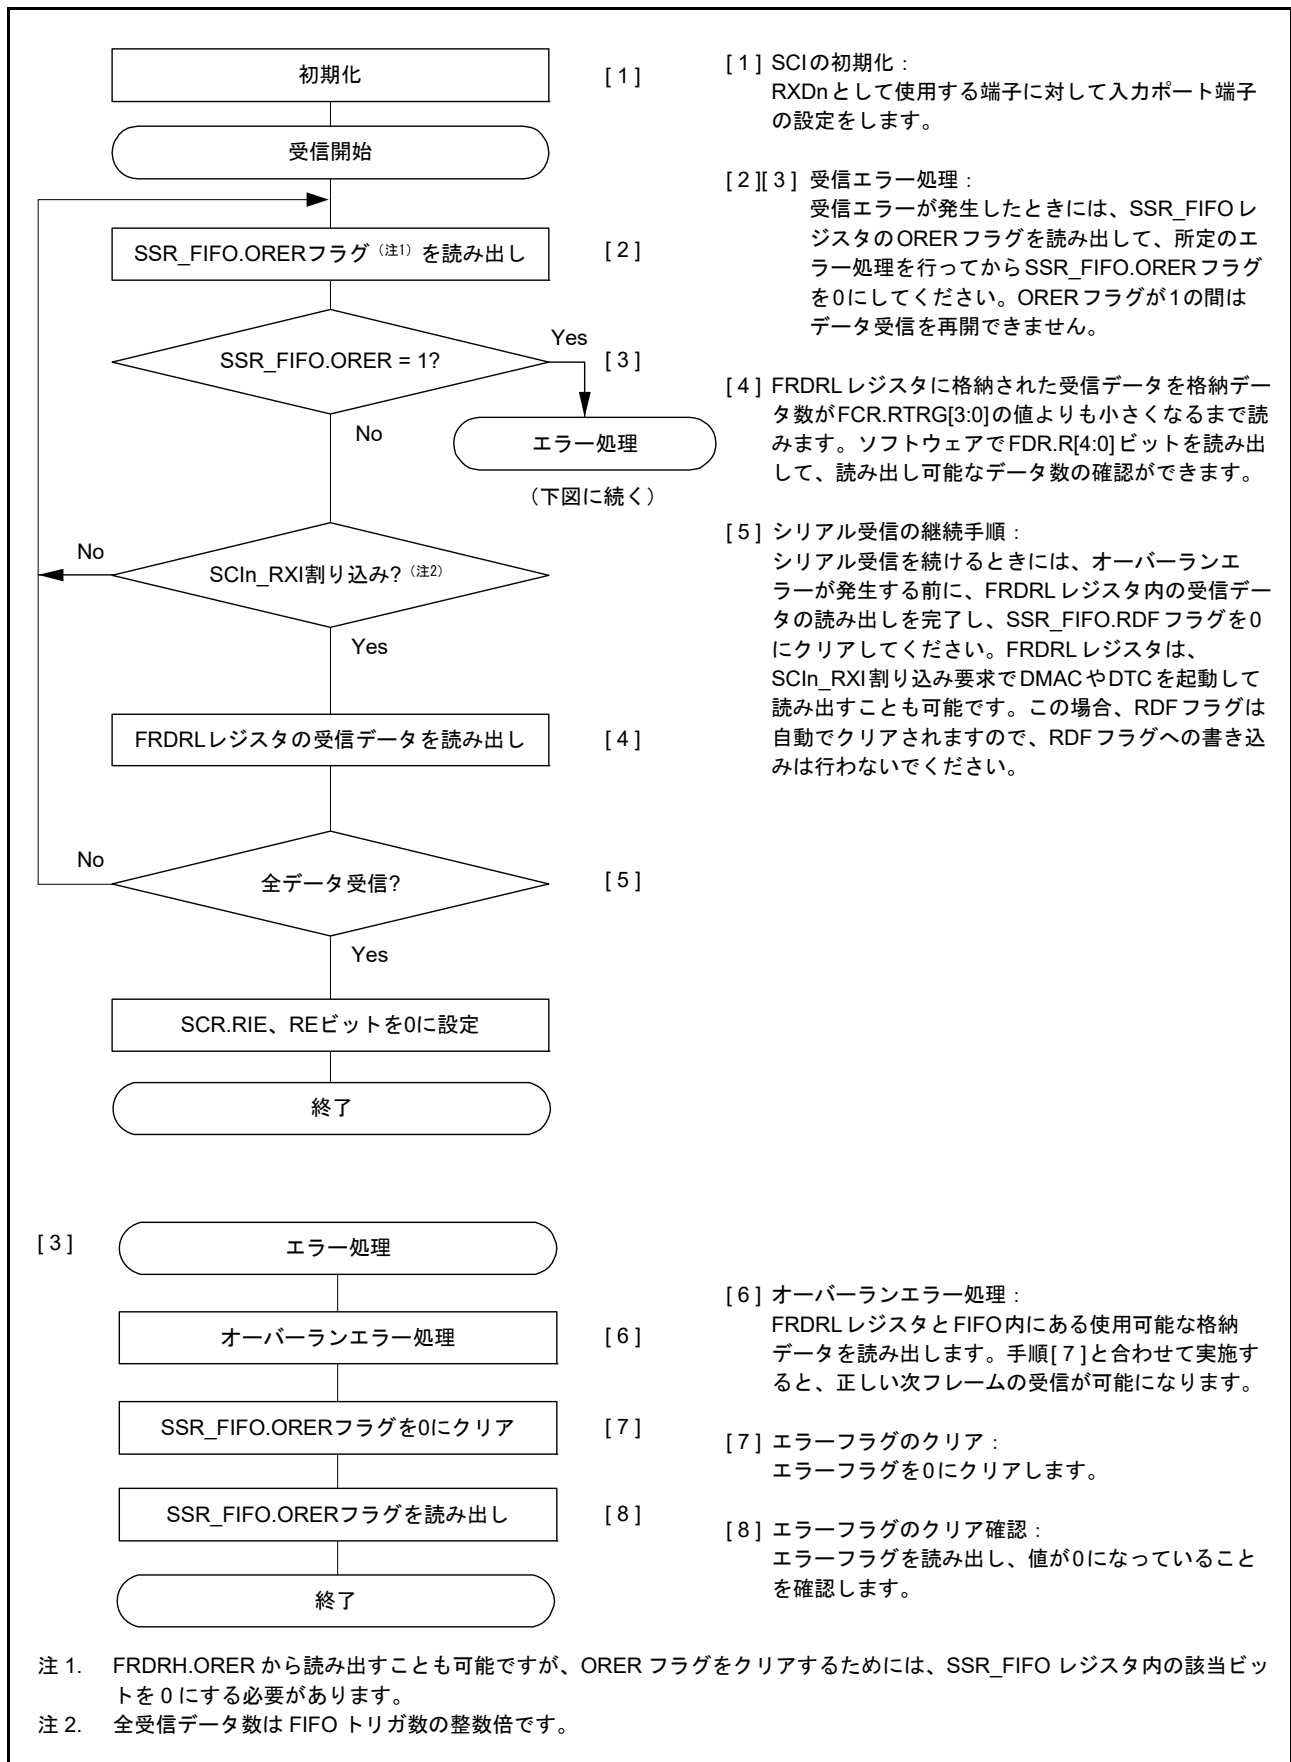 初期化
[ 1 ]
受信開始
SSR_FIFO.ORERフラグ（注1）を読み出し
[ 2 ]
SSR_FIFO.ORER = 1?
Yes
[ 3 ]
No
エラー処理
（下図に続く）
No
SCIn_RXI割り込み?（注2）
Yes
FRDRLレジスタの受信データを読み出し
[ 4 ]
No
全データ受信?
[ 5 ]
Yes
SCR.RIE、REビットを0に設定
終了
[ 1 ] SCIの初期化：
RXDnとして使用する端子に対して入力ポート端子
の設定をします。
[ 2 ][ 3 ] 受信エラー処理：
受信エラーが発生したときには、SSR_FIFOレ
ジスタのORERフラグを読み出して、所定のエ
ラー処理を行ってからSSR_FIFO.ORERフラグ
を0にしてください。ORERフラグが1の間は
データ受信を再開できません。
[ 4 ] FRDRLレジスタに格納された受信データを格納デー
タ数がFCR.RTRG[3:0]の値よりも小さくなるまで読
みます。ソフトウェアでFDR.R[4:0]ビットを読み出
して、読み出し可能なデータ数の確認ができます。
[ 5 ] シリアル受信の継続手順：
シリアル受信を続けるときには、オーバーランエ
ラーが発生する前に、FRDRLレジスタ内の受信デー
タの読み出しを完了し、SSR_FIFO.RDFフラグを0
にクリアしてください。FRDRLレジスタは、
SCIn_RXI割り込み要求でDMACやDTCを起動して
読み出すことも可能です。この場合、RDFフラグは
自動でクリアされますので、RDFフラグへの書き込
みは行わないでください。
[ 3 ]
エラー処理
オーバーランエラー処理
[ 6 ]
SSR_FIFO.ORERフラグを0にクリア
[ 7 ]
SSR_FIFO.ORERフラグを読み出し
[ 8 ]
終了
[ 6 ] オーバーランエラー処理：
FRDRLレジスタとFIFO内にある使用可能な格納
データを読み出します。手順[ 7 ]と合わせて実施す
ると、正しい次フレームの受信が可能になります。
[ 7 ] エラーフラグのクリア：
エラーフラグを0にクリアします。
[ 8 ] エラーフラグのクリア確認：
エラーフラグを読み出し、値が0になっていること
を確認します。
注 1. FRDRH.ORER から読み出すことも可能ですが、ORER フラグをクリアするためには、SSR_FIFO レジスタ内の該当ビッ
トを 0 にする必要があります。
注 2. 全受信データ数は FIFO トリガ数の整数倍です。